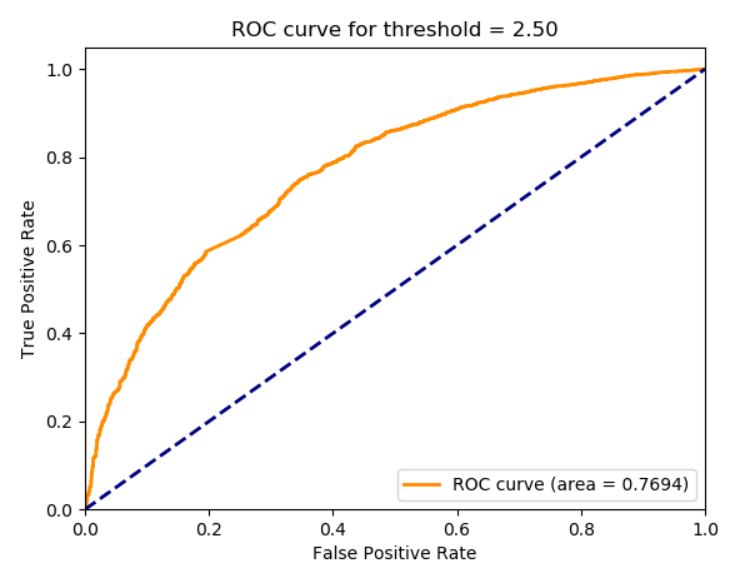 ROC curve for threshold = 2.50
True Positive Rate
1.0
0.8
0.6
0.4
0.2
0.0
ROC curve (area = 0.7694)
0.0 0.2 0.4 0.6 0.8 1.0
False Positive Rate